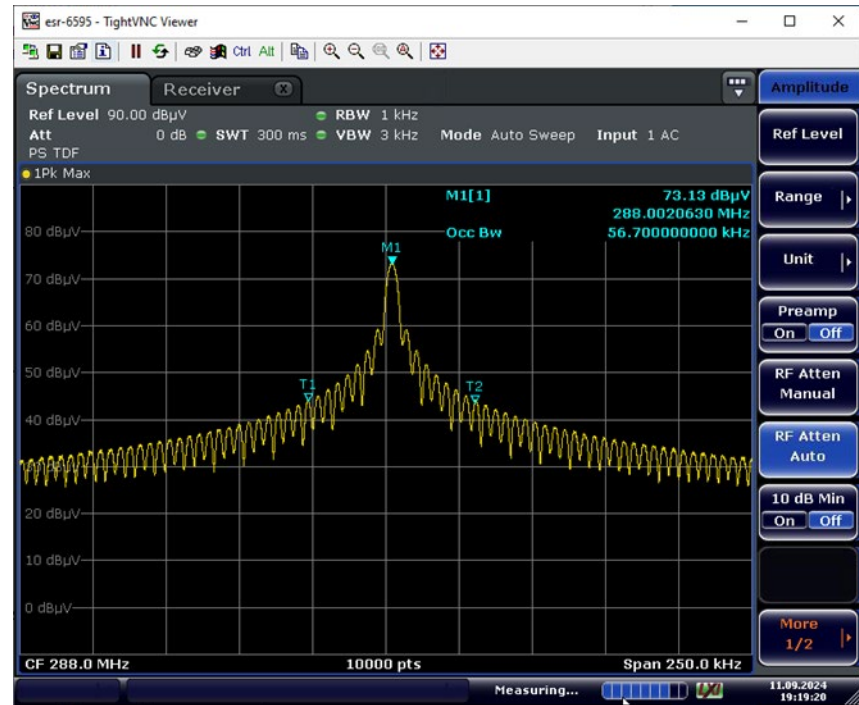 esr-6595 - TightVNC Viewer
Ctrl Alt
Spectrum Receiver
Ref Level 90.00 dBµV RBW 1 kHz
Att 0 dB SWT 300 ms VBW 3 kHz Mode Auto Sweep Input 1 AC
PS TDF
1Pk Max
M1[1] 73.13 dBµV
288.0020630 MHz
Occ Bw 56.700000000 kHz
80 dBµV
M1
70 dBµV
60 dBµV
50 dBµV
T1 T2
40 dBµV
20 dBµV
10 dBµV
0 dBµV
CF 288.0 MHz 10000 pts Span 250.0 kHz
Measuring... LXI 11.09.2024
19:19:20
Amplitude
Ref Level
Range
Unit
Preamp
On Off
RF Atten
Manual
RF Atten
Auto
10 dB Min
On Off
More
1/2